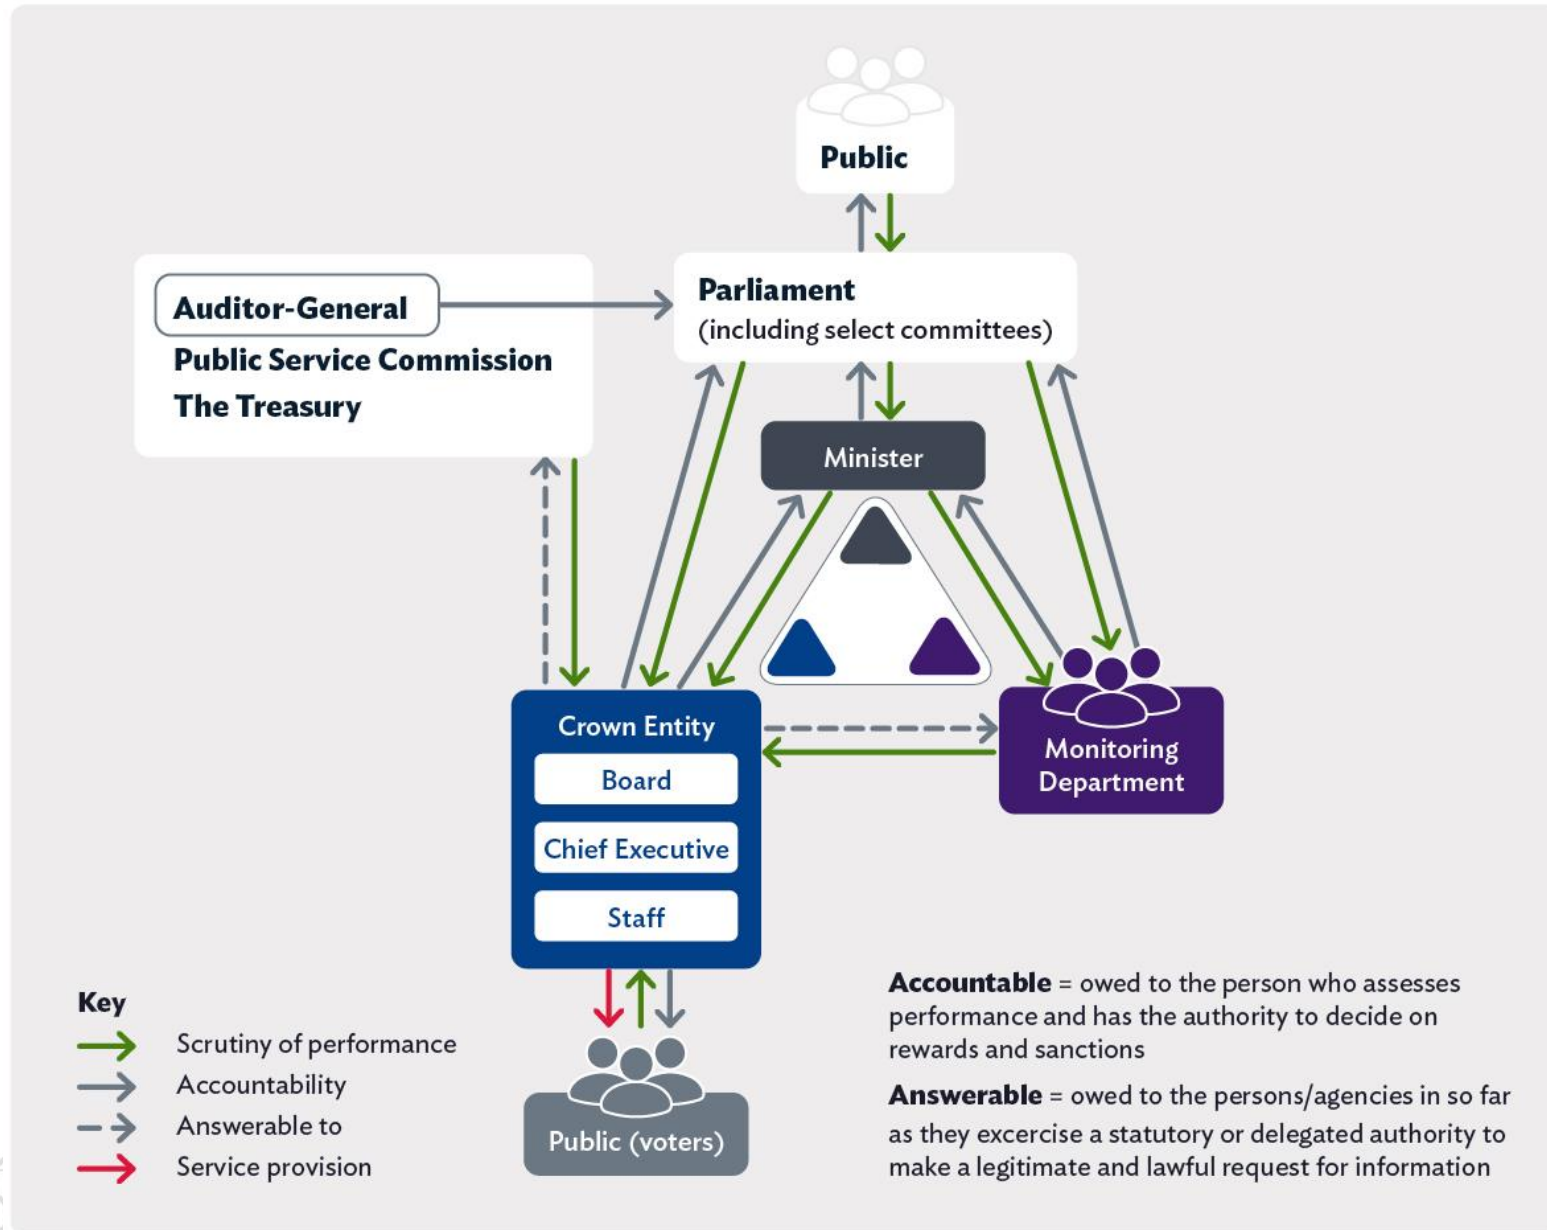 Public
Auditor-General
Public Service Commission
The Treasury
Parliament
(including select committees)
Minister
Crown Entity
Board
Chief Executive
Staff
Monitoring
Department
Public (voters)
Key
Scrutiny of performance
Accountability
Answerable to
Service provision
Accountable = owed to the person who assesses
performance and has the authority to decide on
rewards and sanctions
Answerable = owed to the persons/agencies in so far
as they excercise a statutory or delegated authority to
make a legitimate and lawful request for information